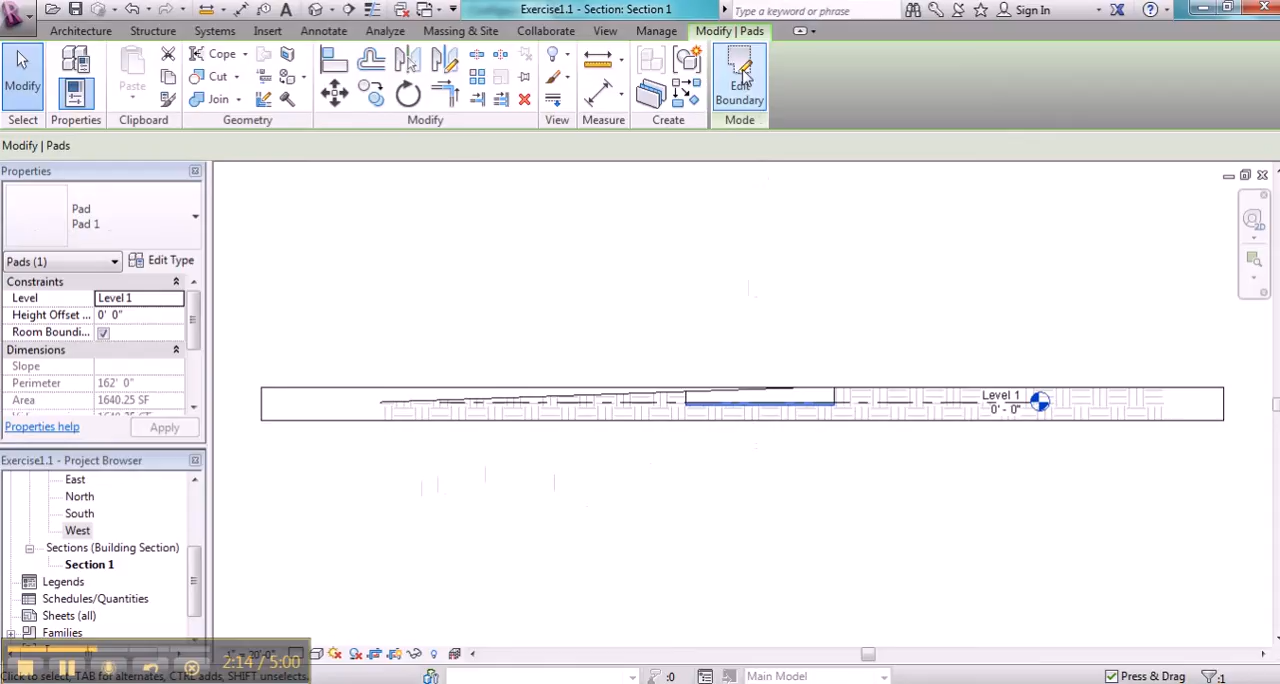 Exercise1.1 - Section: Section 1
Type a keyword or phrase
Sign In
Architecture Structure Systems Insert Annotate Analyze Massing & Site Collaborate View Manage Modify | Pads
Modify
Paste
Cope
Cut
Join
Edit
Boundary
Select Properties Clipboard Geometry Modify View Measure Create Mode
Modify | Pads
Properties
Pad
Pad 1
Pads (1)
Edit Type
Constraints
Level Level 1
Height Offset ... 0' 0"
Room Boundi...
Dimensions
Slope
Perimeter 162' 0"
Area 1640.25 SF
Properties help
Apply
Exercise1.1 - Project Browser
East
North
South
West
Sections (Building Section)
Section 1
Legends
Schedules/Quantities
Sheets (all)
Families
Level 1
0' - 0"
2D
= 20'-0"
2:14 / 5:00
Click to select, TAB for alternates, CTRL adds, SHIFT unselects.
:0
Main Model
Press & Drag
:1